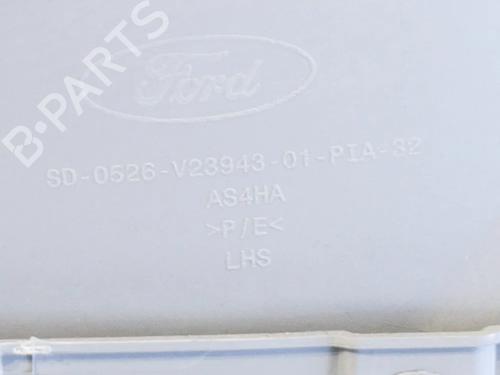 B-PARTS
Ford
SD-0526-V23943-01-PIA-32
AS4HA
>P/E<
LHS